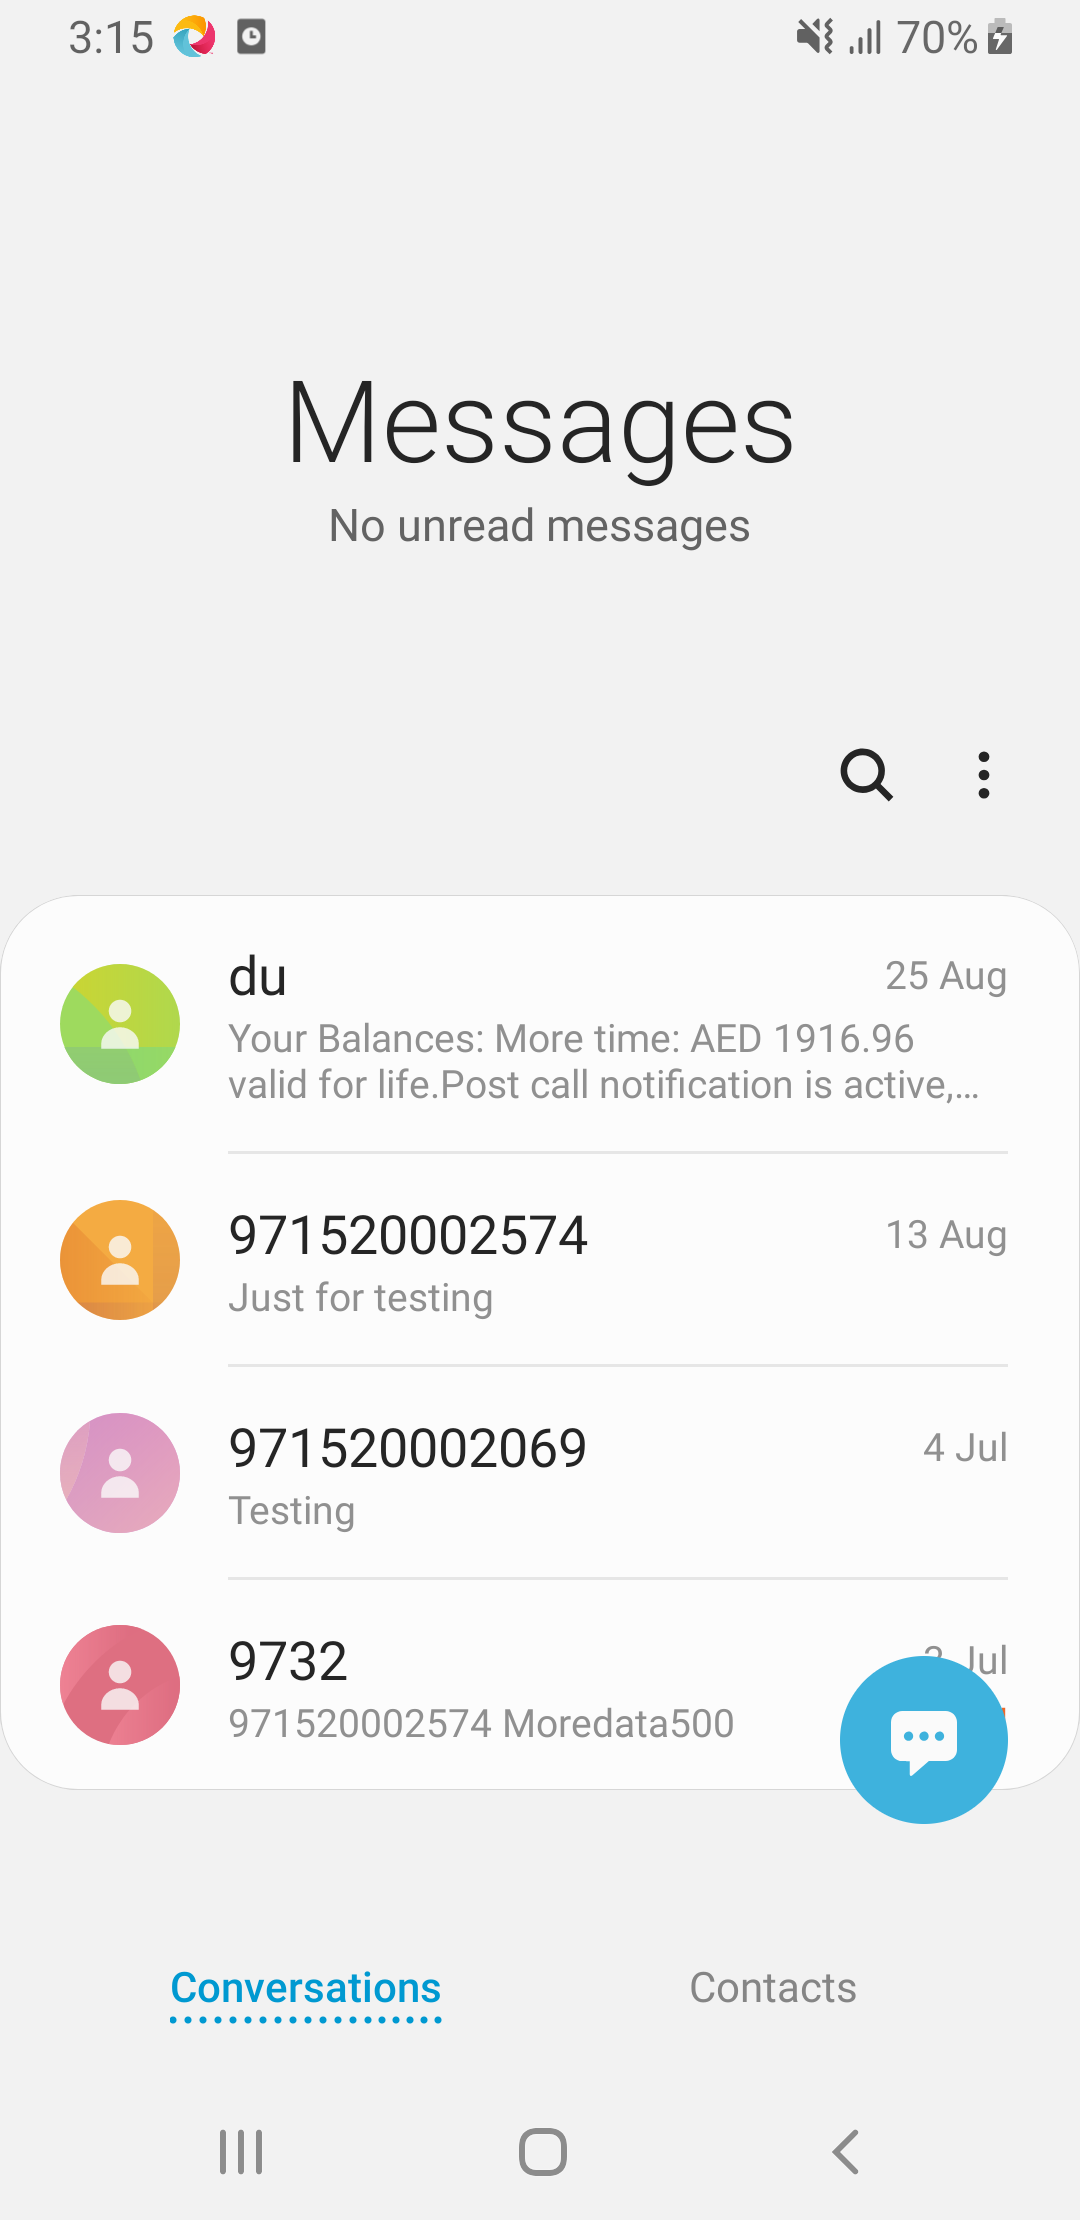 3:15
70%
Messages
No unread messages
du
25 Aug
Your Balances: More time: AED 1916.96
valid for life.Post call notification is active,...
971520002574
13 Aug
Just for testing
971520002069
4 Jul
Testing
9732
Jul
971520002574 Moredata500
Conversations
Contacts